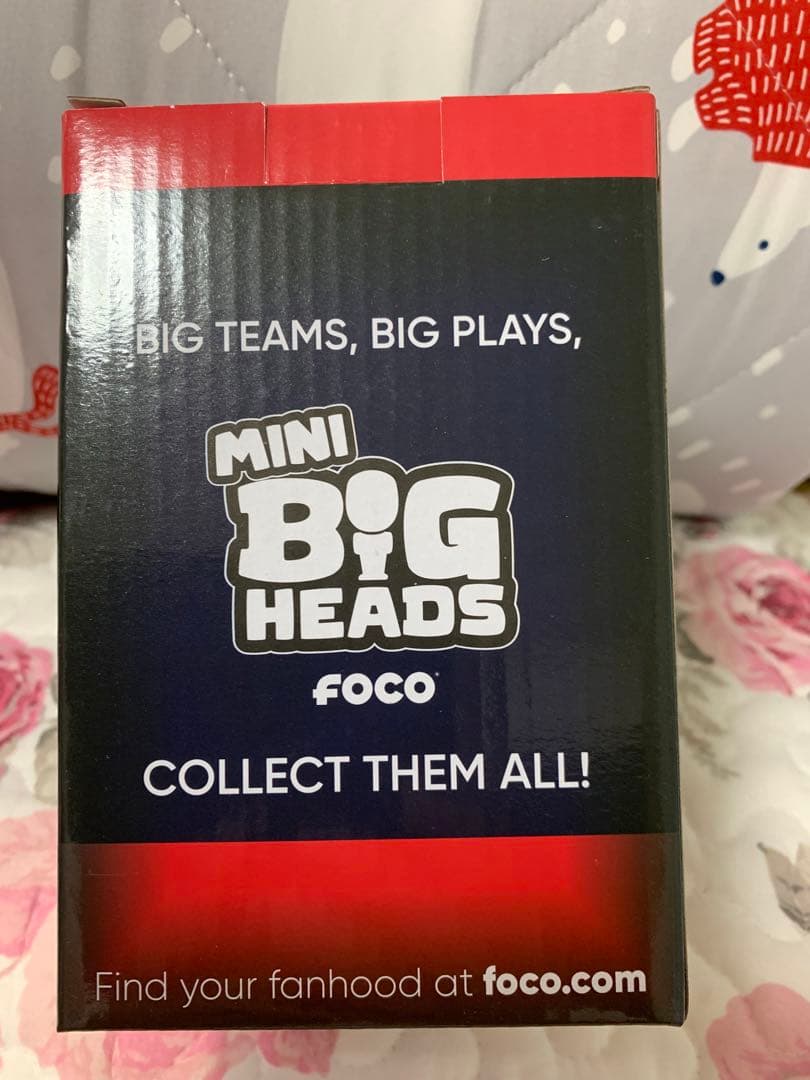 BIG TEAMS, BIG PLAYS,
MINI
BIG
HEADS
FOCO
COLLECT THEM ALL!
Find your fanhood at foco.com